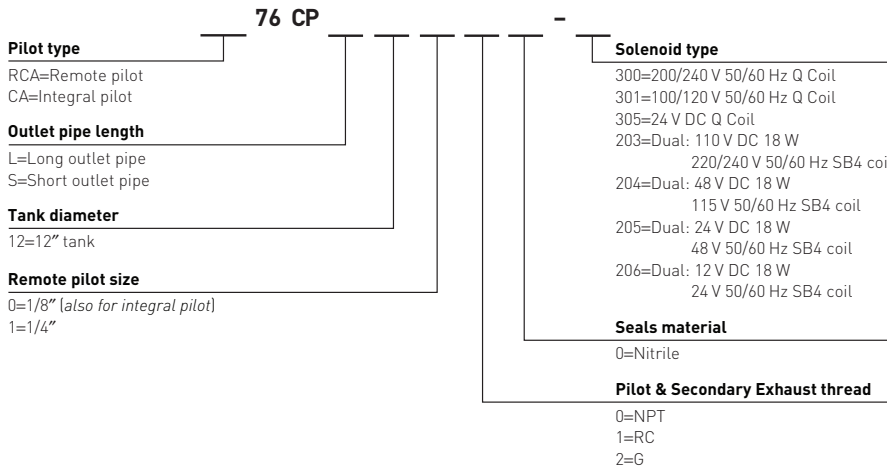 76 CP
–
Pilot type
RCA=Remote pilot
CA=Integral pilot
Outlet pipe length
L=Long outlet pipe
S=Short outlet pipe
Tank diameter
12=12″ tank
Remote pilot size
0=1/8″ (also for integral pilot)
1=1/4″
Solenoid type
300=200/240 V 50/60 Hz Q Coil
301=100/120 V 50/60 Hz Q Coil
305=24 V DC Q Coil
203=Dual: 110 V DC 18 W
220/240 V 50/60 Hz SB4 coi
204=Dual: 48 V DC 18 W
115 V 50/60 Hz SB4 coil
205=Dual: 24 V DC 18 W
48 V 50/60 Hz SB4 coil
206=Dual: 12 V DC 18 W
24 V 50/60 Hz SB4 coil
Seals material
0=Nitrile
Pilot & Secondary Exhaust thread
0=NPT
1=RC
2=G